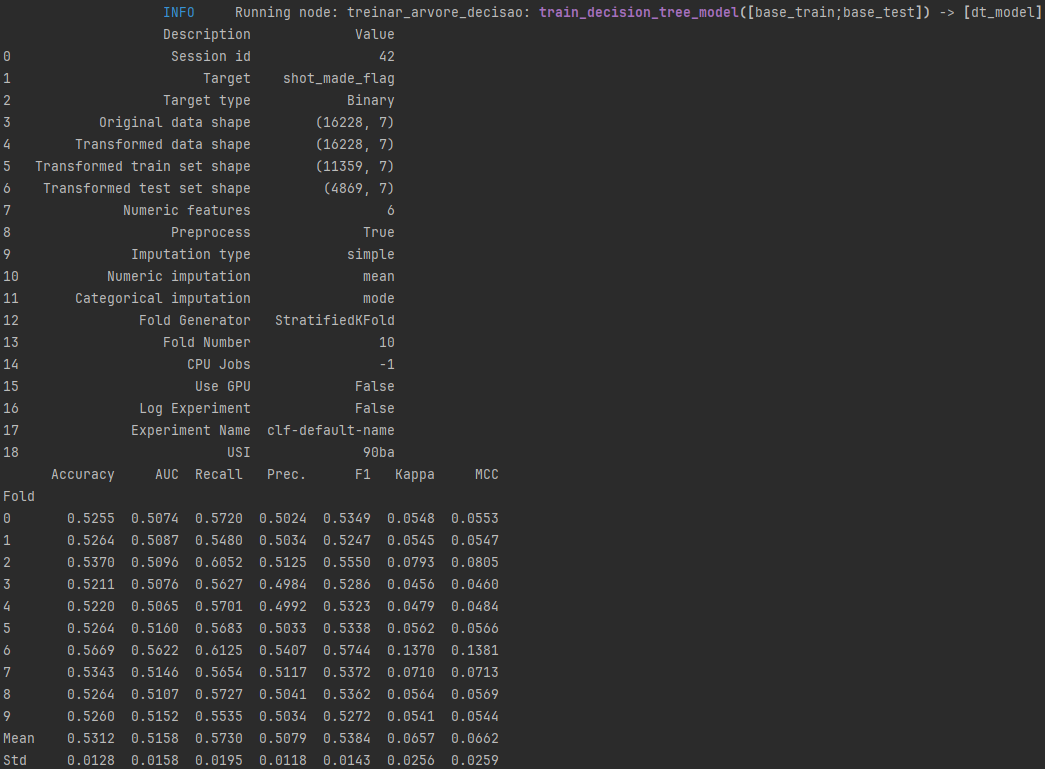 INFO     Running node: treinar_arvore_decisao: train_decision_tree_model([base_train;base_test]) -> [dt_model]
Description             Value
0                    Session id                42
1                        Target    shot_made_flag
2                   Target type            Binary
3           Original data shape        (16228, 7)
4        Transformed data shape        (16228, 7)
5   Transformed train set shape        (11359, 7)
6    Transformed test set shape         (4869, 7)
7              Numeric features                 6
8                    Preprocess              True
9               Imputation type            simple
10           Numeric imputation              mean
11       Categorical imputation              mode
12               Fold Generator   StratifiedKFold
13                  Fold Number                10
14                     CPU Jobs                -1
15                      Use GPU             False
16               Log Experiment             False
17              Experiment Name  clf-default-name
18                          USI              90ba
Accuracy     AUC  Recall   Prec.      F1   Kappa     MCC
Fold
0       0.5255  0.5074  0.5720  0.5024  0.5349  0.0548  0.0553
1       0.5264  0.5087  0.5480  0.5034  0.5247  0.0545  0.0547
2       0.5370  0.5096  0.6052  0.5125  0.5550  0.0793  0.0805
3       0.5211  0.5076  0.5627  0.4984  0.5286  0.0456  0.0460
4       0.5220  0.5065  0.5701  0.4992  0.5323  0.0479  0.0484
5       0.5264  0.5160  0.5683  0.5033  0.5338  0.0562  0.0566
6       0.5669  0.5622  0.6125  0.5407  0.5744  0.1370  0.1381
7       0.5343  0.5146  0.5654  0.5117  0.5372  0.0710  0.0713
8       0.5264  0.5107  0.5727  0.5041  0.5362  0.0564  0.0569
9       0.5260  0.5152  0.5535  0.5034  0.5272  0.0541  0.0544
Mean    0.5312  0.5158  0.5730  0.5079  0.5384  0.0657  0.0662
Std     0.0128  0.0158  0.0195  0.0118  0.0143  0.0256  0.0259